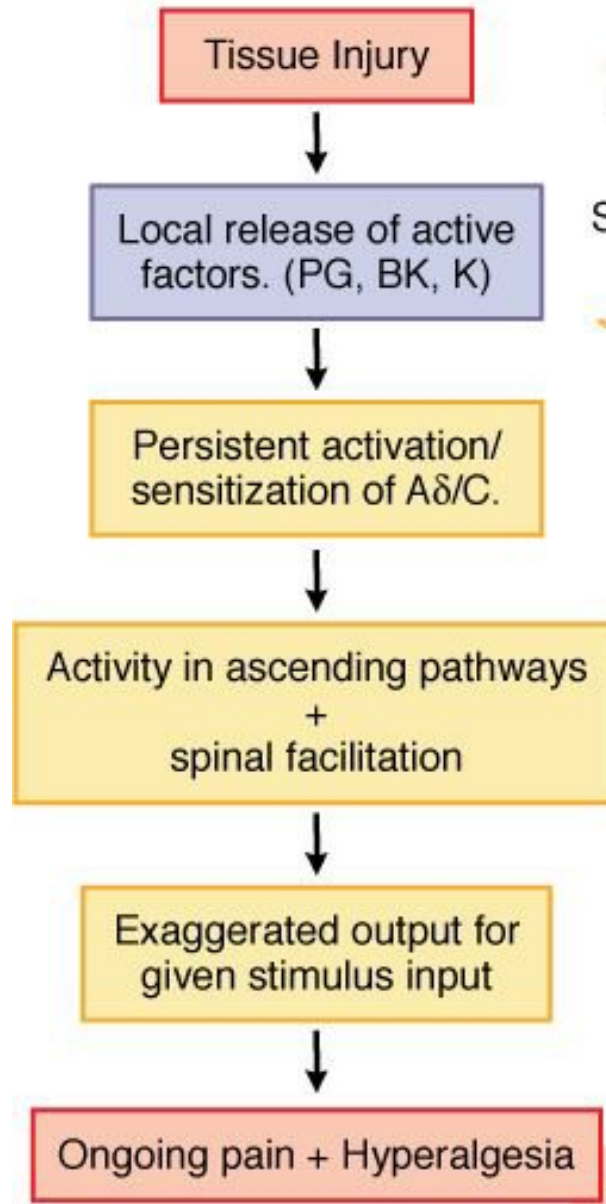 Tissue Injury
Local release of active
factors. (PG, BK, K)
S
Persistent activation/
sensitization of Aδ/C.
Activity in ascending pathways
+
spinal facilitation
Exaggerated output for
given stimulus input
Ongoing pain + Hyperalgesia